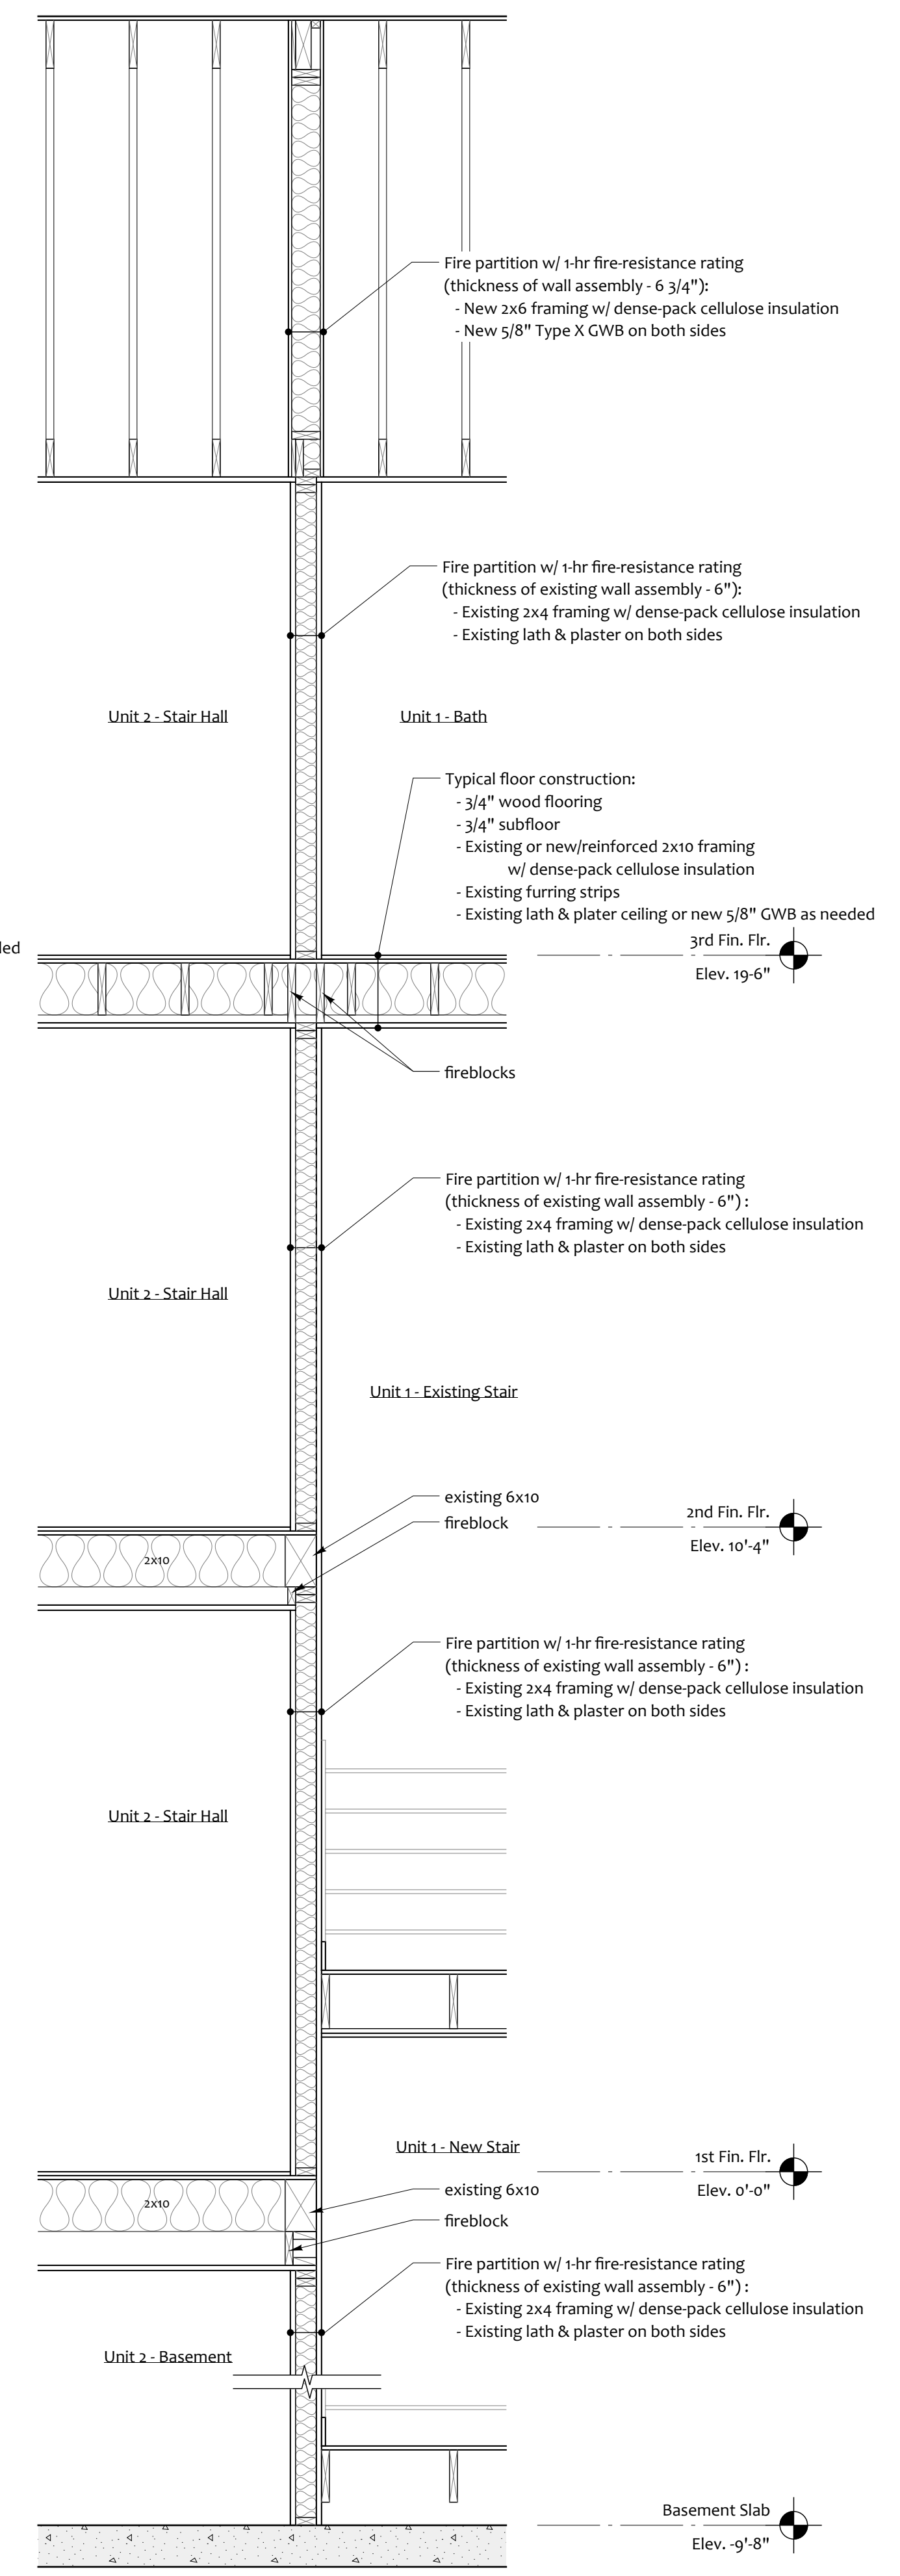 Fire partition w/ 1-hr fire-resistance rating
(thickness of wall assembly - 6 3/4"):
- New 2x6 framing w/ dense-pack cellulose insulation
- New 5/8" Type X GWB on both sides
Fire partition w/ 1-hr fire-resistance rating
(thickness of existing wall assembly - 6"):
- Existing 2x4 framing w/ dense-pack cellulose insulation
- Existing lath & plaster on both sides
Unit 2 - Stair Hall
Unit 1 - Bath
Typical floor construction:
- 3/4" wood flooring
- 3/4" subfloor
- Existing or new/reinforced 2x10 framing
w/ dense-pack cellulose insulation
- Existing furring strips
- Existing lath & plater ceiling or new 5/8" GWB as needed
3rd Fin. Flr.
Elev. 19-6"
fireblocks
Fire partition w/ 1-hr fire-resistance rating
(thickness of existing wall assembly - 6") :
- Existing 2x4 framing w/ dense-pack cellulose insulation
- Existing lath & plaster on both sides
Unit 2 - Stair Hall
Unit 1 - Existing Stair
existing 6x10
fireblock
2nd Fin. Flr.
Elev. 10'-4"
2x10
Fire partition w/ 1-hr fire-resistance rating
(thickness of existing wall assembly - 6") :
- Existing 2x4 framing w/ dense-pack cellulose insulation
- Existing lath & plaster on both sides
Unit 2 - Stair Hall
Unit 1 - New Stair
1st Fin. Flr.
Elev. 0'-0"
existing 6x10
2x10
fireblock
Fire partition w/ 1-hr fire-resistance rating
(thickness of existing wall assembly - 6") :
- Existing 2x4 framing w/ dense-pack cellulose insulation
- Existing lath & plaster on both sides
Unit 2 - Basement
Basement Slab
Elev. -9'-8"